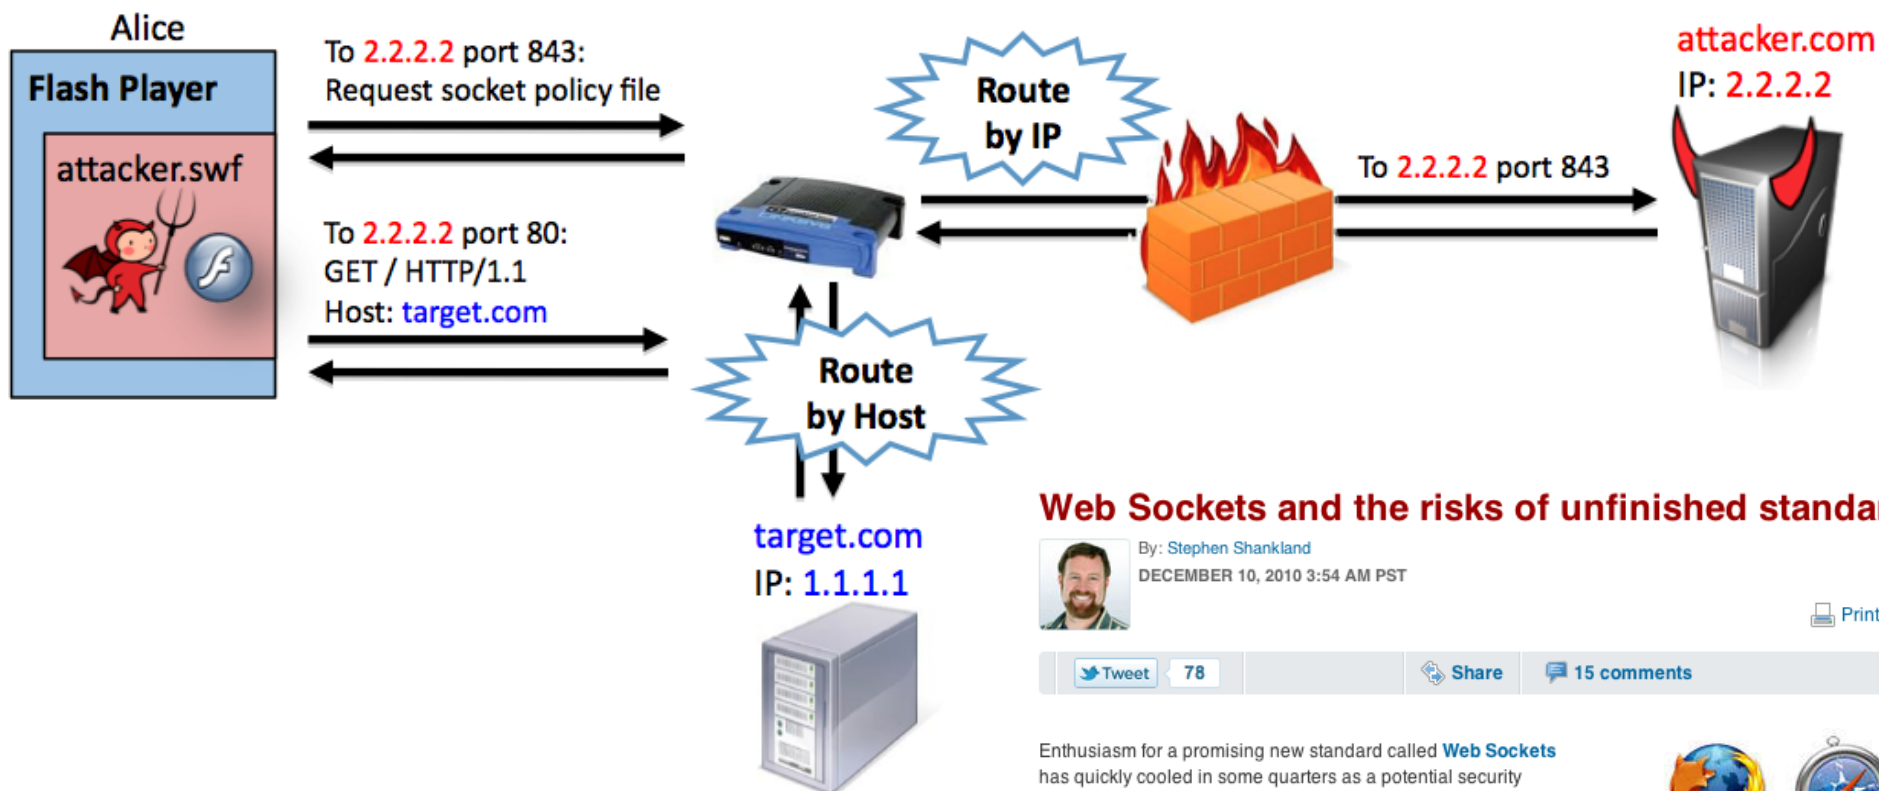 Alice
Flash Player
attacker.swf
To 2.2.2.2 port 843:
Request socket policy file
To 2.2.2.2 port 80:
GET / HTTP/1.1
Host: target.com
Route
by IP
To 2.2.2.2 port 843
attacker.com
IP: 2.2.2.2
Route
by Host
target.com
IP: 1.1.1.1
Web Sockets and the risks of unfinished standa
By: Stephen Shankland
DECEMBER 10, 2010 3:54 AM PST
Print
Tweet 78 Share 15 comments
Enthusiasm for a promising new standard called Web Sockets
has quickly cooled in some quarters as a potential security